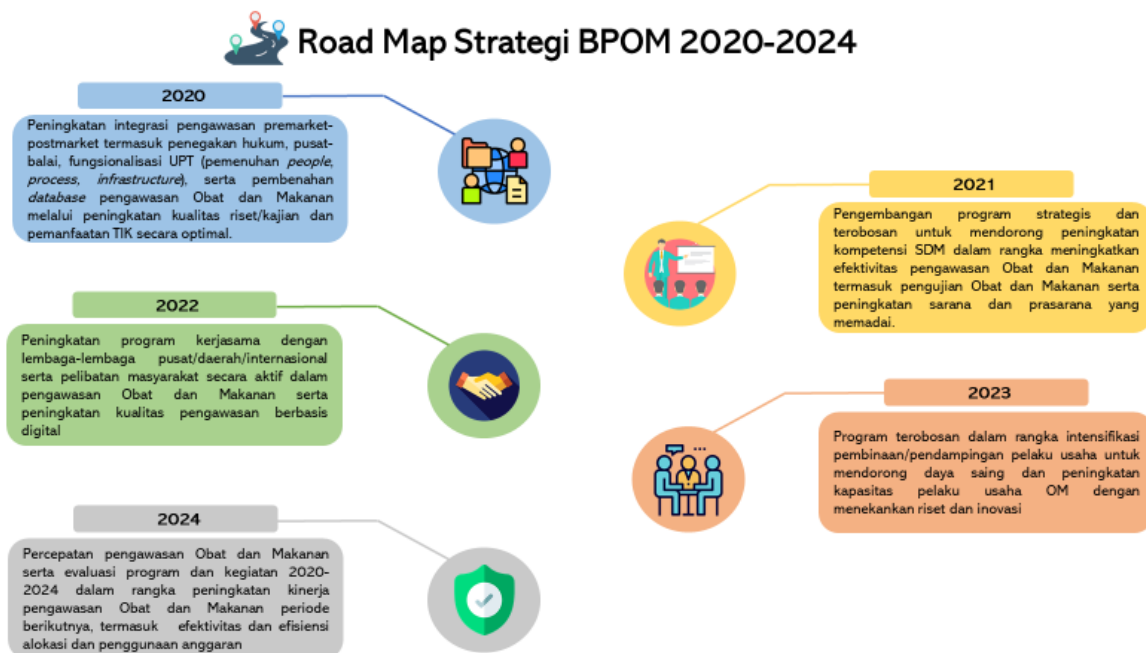 Road Map Strategi BPOM 2020-2024
2020
Peningkatan integrasi pengawasan premarket-
postmarket termasuk penegakan hukum, pusat-
balai, fungsionalisasi UPT (pemenuhan people,
process, infrastructure), serta pembenahan
database pengawasan Obat dan Makanan
melalui peningkatan kualitas riset/kajian dan
pemanfaatan TIK secara optimal.
2021
Pengembangan program strategis dan
terobosan untuk mendorong peningkatan
kompetensi SDM dalam rangka meningkatkan
efektivitas pengawasan Obat dan Makanan
termasuk pengujian Obat dan Makanan serta
peningkatan sarana dan prasarana yang
memadai.
2022
Peningkatan program kerjasama dengan
lembaga-lembaga pusat/daerah/internasional
serta pelibatan masyarakat secara aktif dalam
pengawasan Obat dan Makanan serta
peningkatan kualitas pengawasan berbasis
digital
2023
Program terobosan dalam rangka intensifikasi
pembinaan/pendampingan pelaku usaha untuk
mendorong daya saing dan peningkatan
kapasitas pelaku usaha OM dengan
menekankan riset dan inovasi
2024
Percepatan pengawasan Obat dan Makanan
serta evaluasi program dan kegiatan 2020-
2024 dalam rangka peningkatan kinerja
pengawasan Obat dan Makanan periode
berikutnya, termasuk efektivitas dan efisiensi
alokasi dan penggunaan anggaran